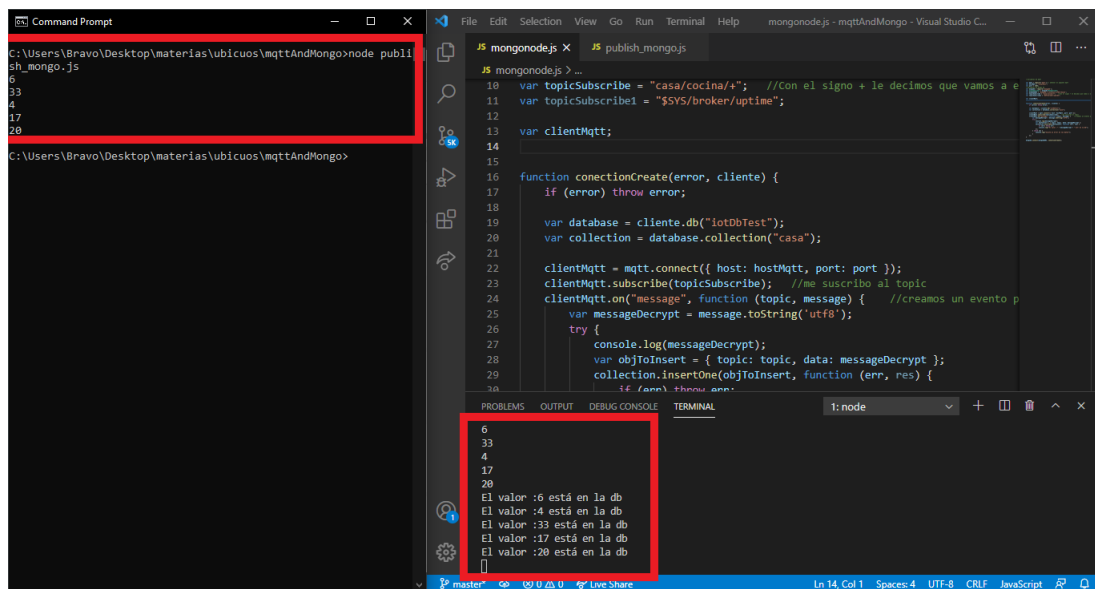 Command Prompt
C:\Users\Bravo\Desktop\materias\ubicuos\mqttAndMongo>node publi
sh_mongo.js
6
33
4
17
20
C:\Users\Bravo\Desktop\materias\ubicuos\mqttAndMongo>
File Edit Selection View Go Run Terminal Help mongonode.js - mqttAndMongo - Visual Studio C...
JS mongonode.js JS publish_mongo.js
JS mongonode.js > ...
10 var topicSubscribe = "casa/cocina/+"; //Con el signo + le decimos que vamos a e
11 var topicSubscribe1 = "$SYS/broker/uptime";
12
13 var clientMqtt;
14
15
16 function conectionCreate(error, cliente) {
17 if (error) throw error;
18
19 var database = cliente.db("iotDbTest");
20 var collection = database.collection("casa");
21
22 clientMqtt = mqtt.connect({ host: hostMqtt, port: port });
23 clientMqtt.subscribe(topicSubscribe); //me suscribo al topic
24 clientMqtt.on("message", function (topic, message) { //creamos un evento p
25 var messageDecrypt = message.toString('utf8');
26 try {
27 console.log(messageDecrypt);
28 var objToInsert = { topic: topic, data: messageDecrypt };
29 collection.insertOne(objToInsert, function (err, res) {
30 if (err) throw err;
5K
PROBLEMS OUTPUT DEBUG CONSOLE TERMINAL 1: node
6
33
4
17
20
El valor :6 está en la db
El valor :4 está en la db
El valor :33 está en la db
El valor :17 está en la db
El valor :20 está en la db
1
master* 0 0 Live Share Ln 14, Col 1 Spaces: 4 UTF-8 CRLF JavaScript